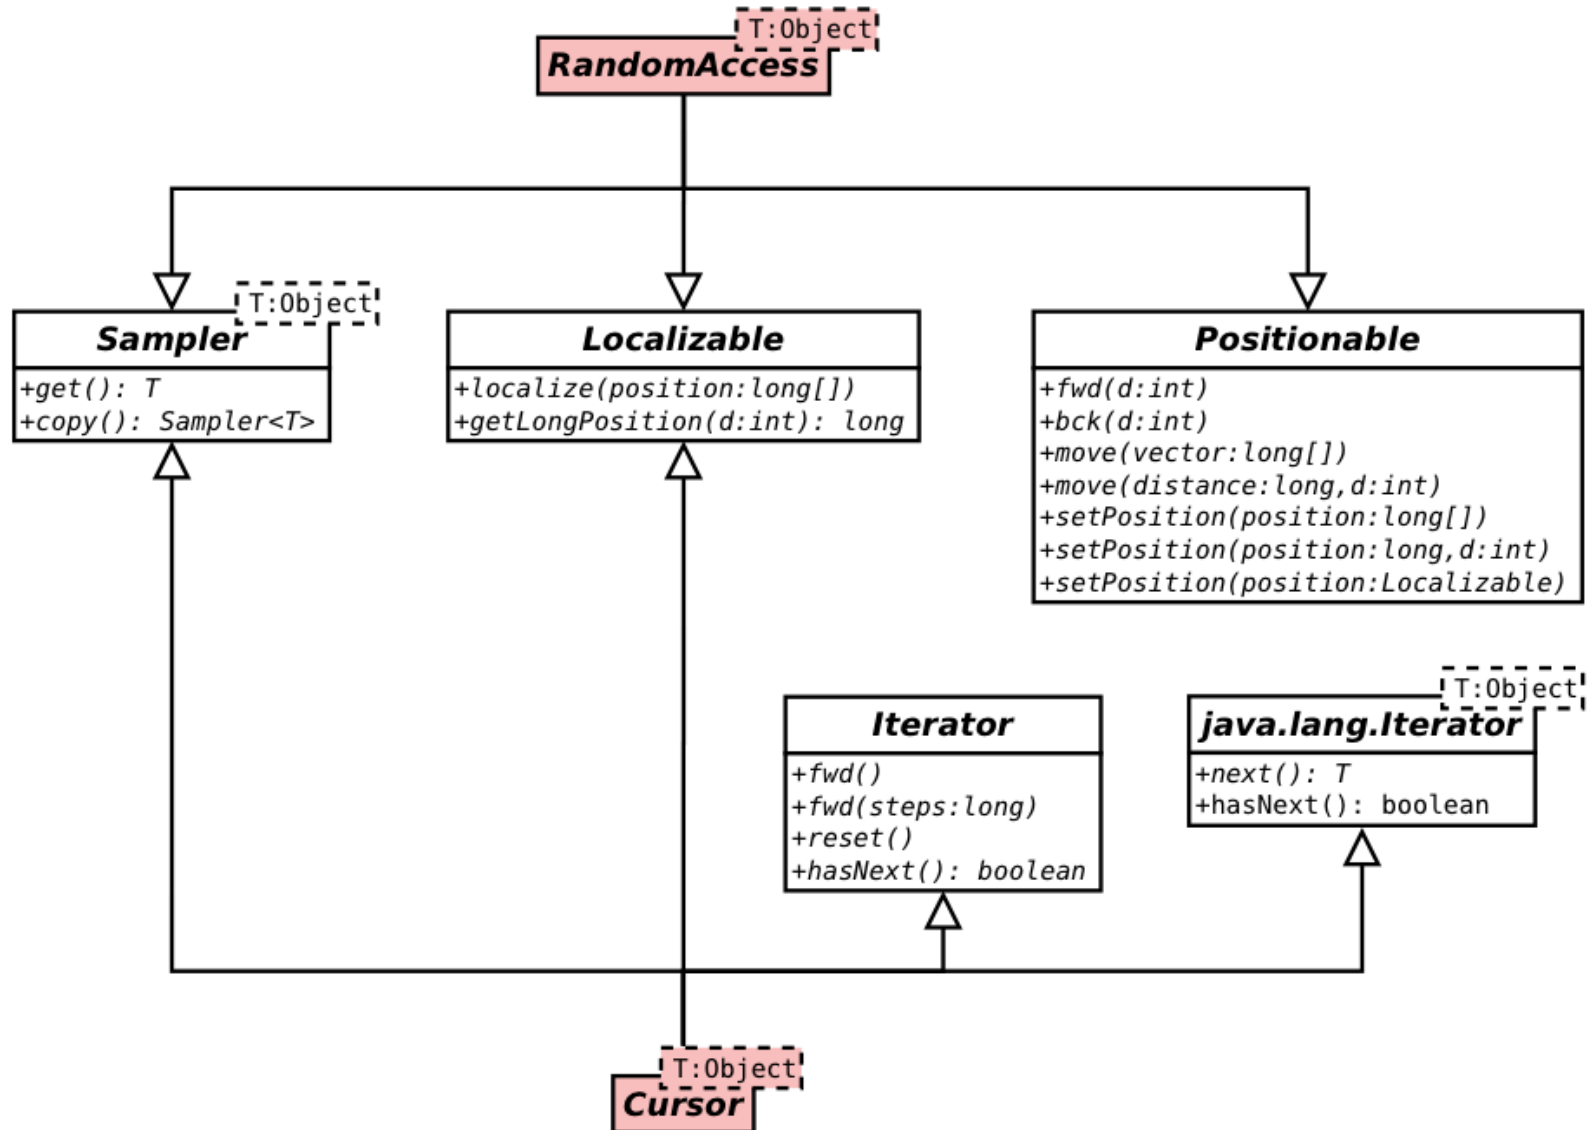 T:Object
RandomAccess
T:Object
Sampler
+get(): T
+copy(): Sampler<T>
Localizable
+localize(position:long[])
+getLongPosition(d:int): long
Positionable
+fwd(d:int)
+bck(d:int)
+move(vector:long[])
+move(distance:long,d:int)
+setPosition(position:long[])
+setPosition(position:long,d:int)
+setPosition(position:Localizable)
Iterator
+fwd()
+fwd(steps:long)
+reset()
+hasNext(): boolean
T:Object
java.lang.Iterator
+next(): T
+hasNext(): boolean
T:Object
Cursor